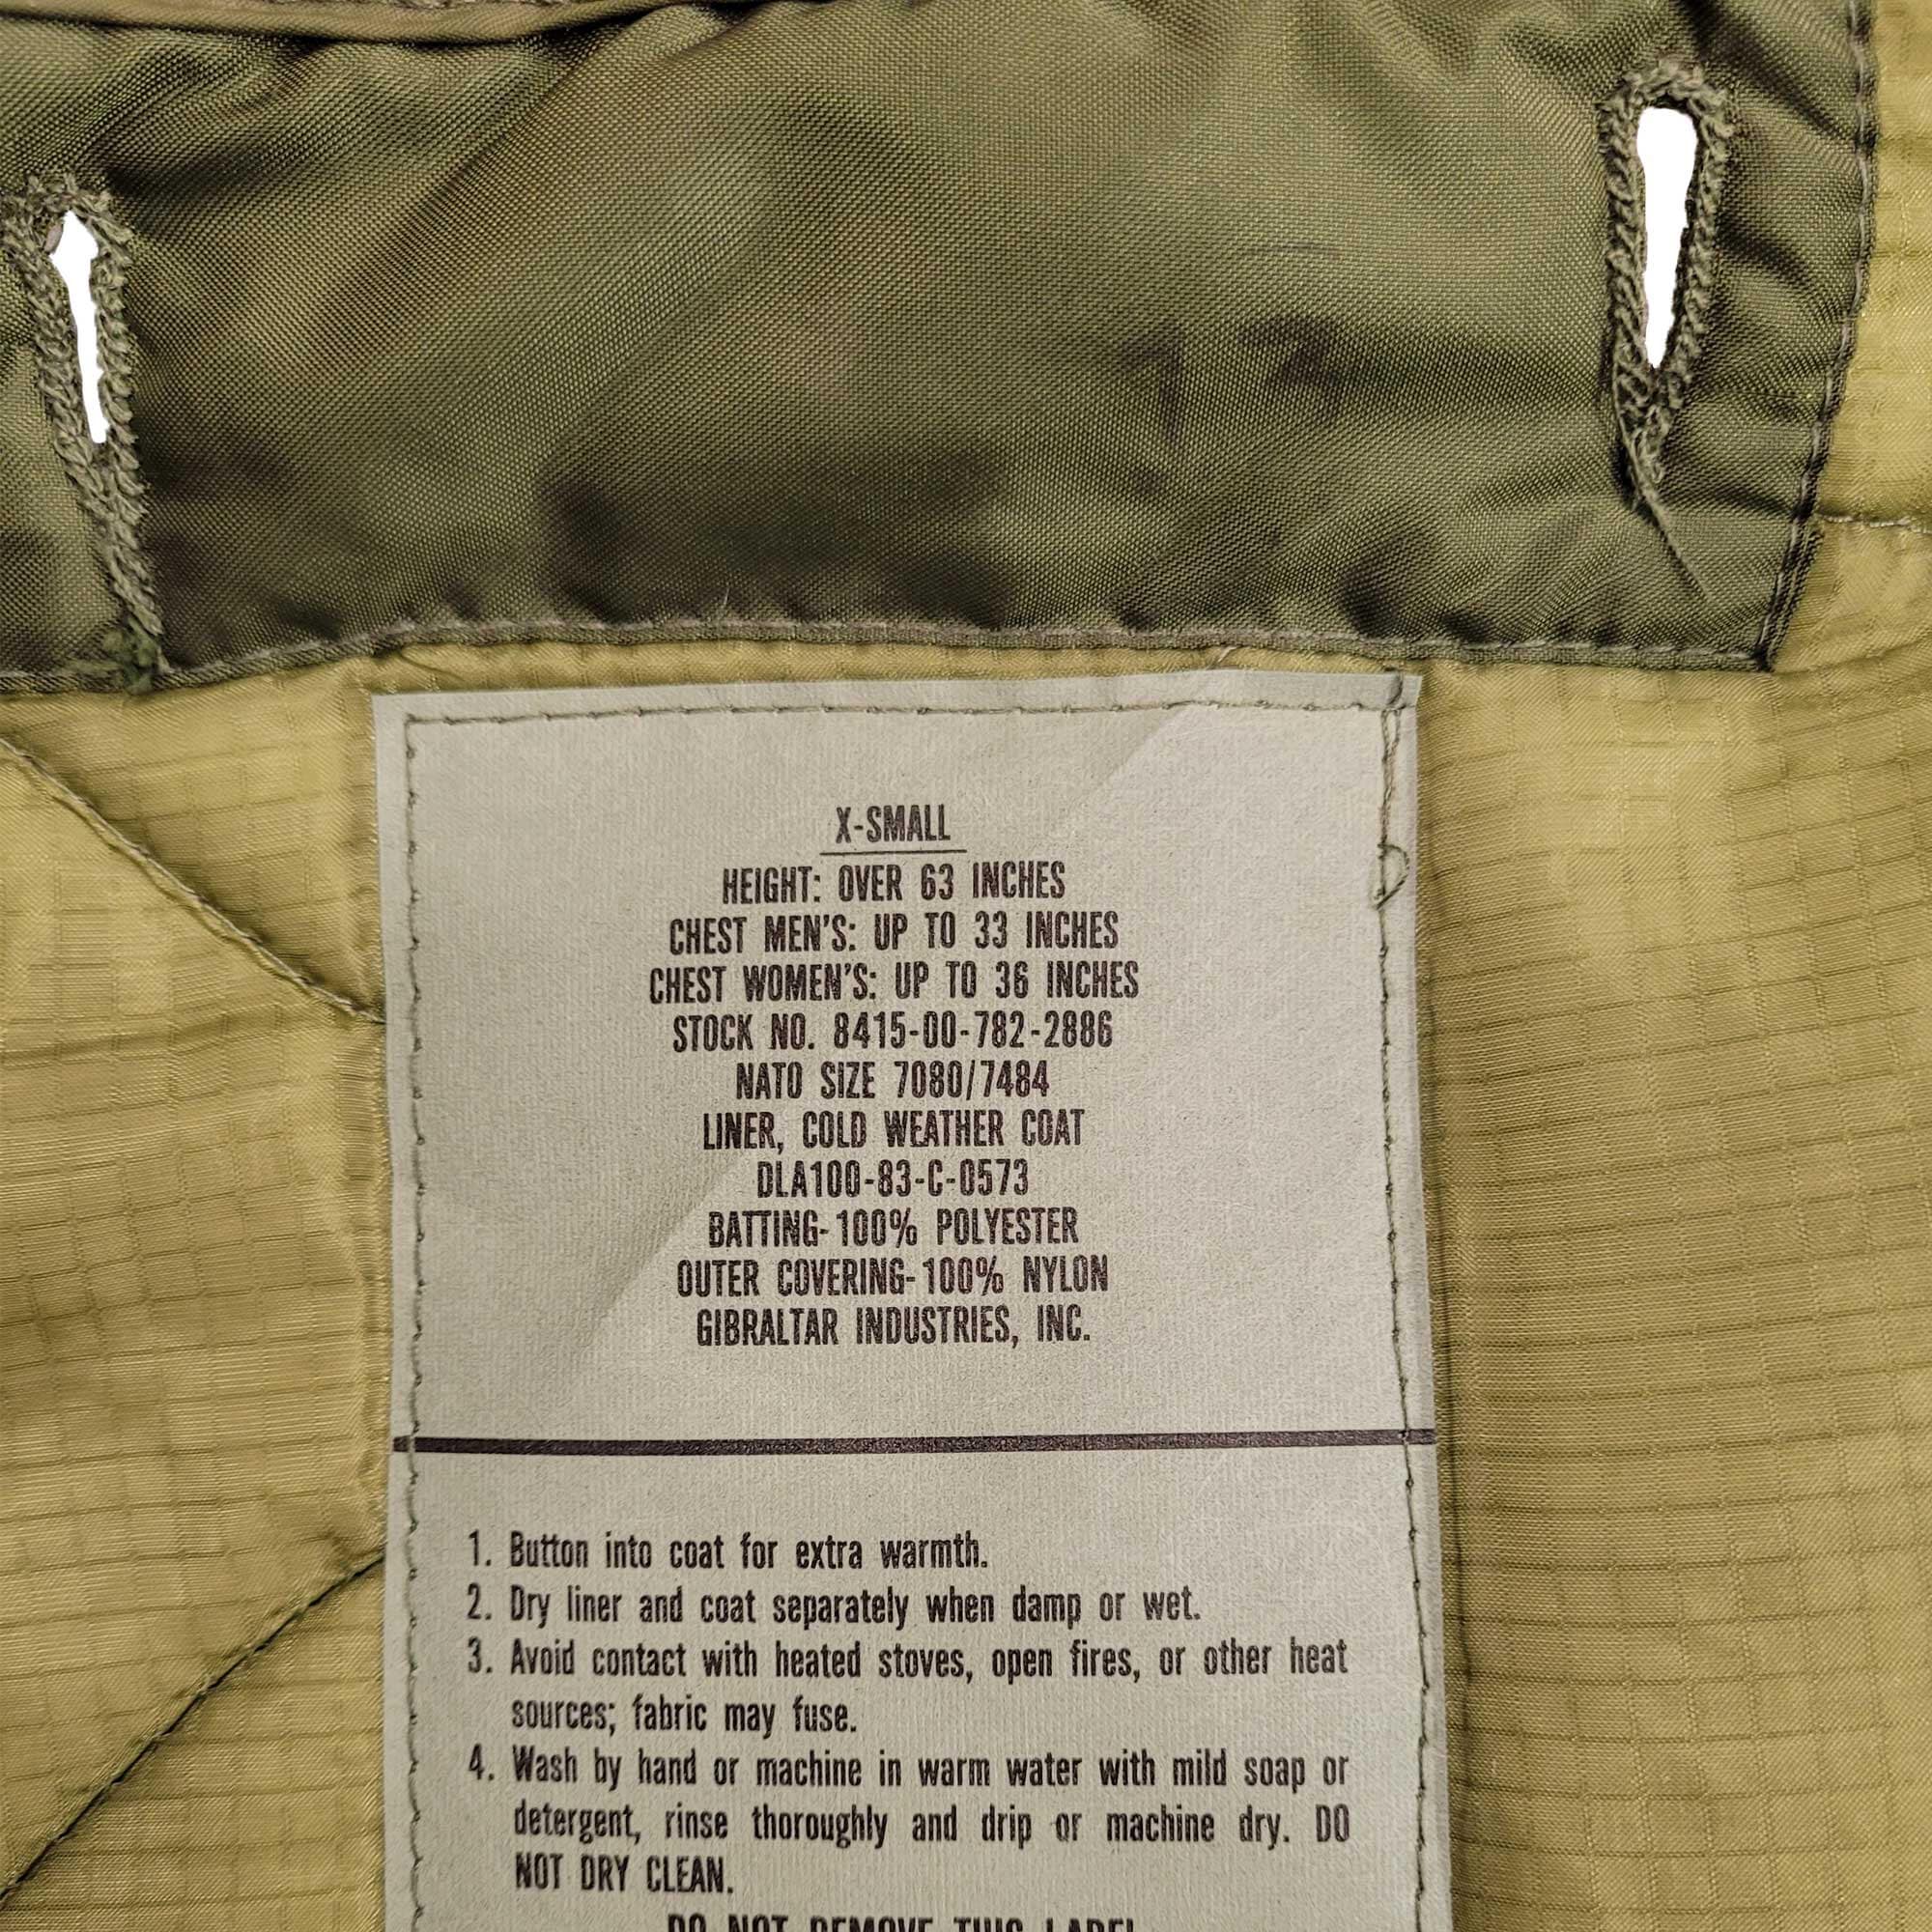 X-SMALL
HEIGHT: OVER 63 INCHES
CHEST MEN'S: UP TO 33 INCHES
CHEST WOMEN'S: UP TO 36 INCHES
STOCK NO. 8415-00-782-2886
NATO SIZE 7080/7484
LINER, COLD WEATHER COAT
DLA100-83-C-0573
BATTING-100% POLYESTER
OUTER COVERING-100% NYLON
GIBRALTAR INDUSTRIES, INC.
1. Button into coat for extra warmth.
2. Dry liner and coat separately when damp or wet.
3. Avoid contact with heated stoves, open fires, or other heat
sources; fabric may fuse.
4. Wash by hand or machine in warm water with mild soap or
detergent, rinse thoroughly and drip or machine dry. DO
NOT DRY CLEAN.
DO NOT REMOVE THIS LABEL